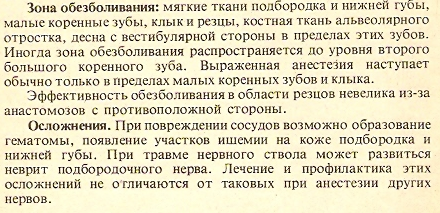 Зона обезболивания: мягкие ткани подбородка и нижней губы,
малые коренные зубы, клык и резцы, костная ткань альвеолярного
отростка, десна с вестибулярной стороны в пределах этих зубов.
Иногда зона обезболивания распространяется до уровня второго
большого коренного зуба. Выраженная анестезия наступает
обычно только в пределах малых коренных зубов и клыка.
Эффективность обезболивания в области резцов невелика из-за
анастомозов с противоположной стороны.
Осложнения. При повреждении сосудов возможно образование
гематомы, появление участков ишемии на коже подбородка и
нижней губы. При травме нервного ствола может развиться
неврит подбородочного нерва. Лечение и профилактика этих
осложнений не отличаются от таковых при анестезии других
нервов.